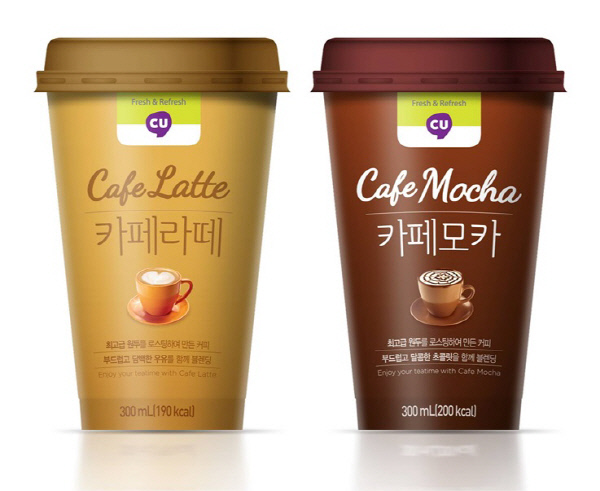 Fresh & Refresh
CU
Cafe Latte
카페라떼
최고급 원두를 로스팅하여 만든 커피
부드럽고 담백한 우유를 함께 블렌딩
Enjoy your teatime with Cafe Latte
300 mL(190 kcal)
Fresh & Refresh
CU
Cafe Mocha
카페모카
최고급 원두를 로스팅하여 만든 커피
부드럽고 달콤한 초콜릿을 함께 블렌딩
Enjoy your teatime with Cafe Mocha
300 mL(200 kcal)